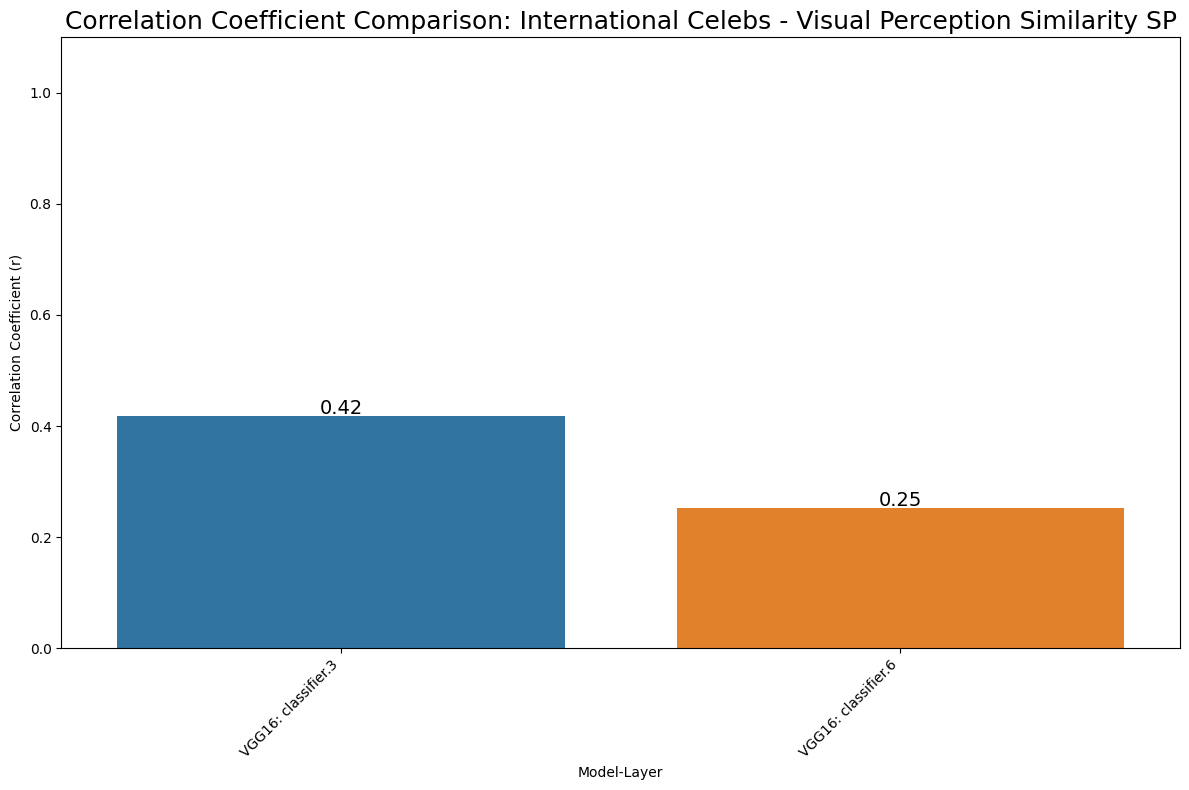 Correlation Coefficient Comparison: International Celebs - Visual Perception Similarity SP
1.0
0.8
0.6
0.4
0.2
0.0
Correlation Coefficient (r)
0.42
0.25
VGG16: classifier.3
VGG16: classifier.6
Model-Layer